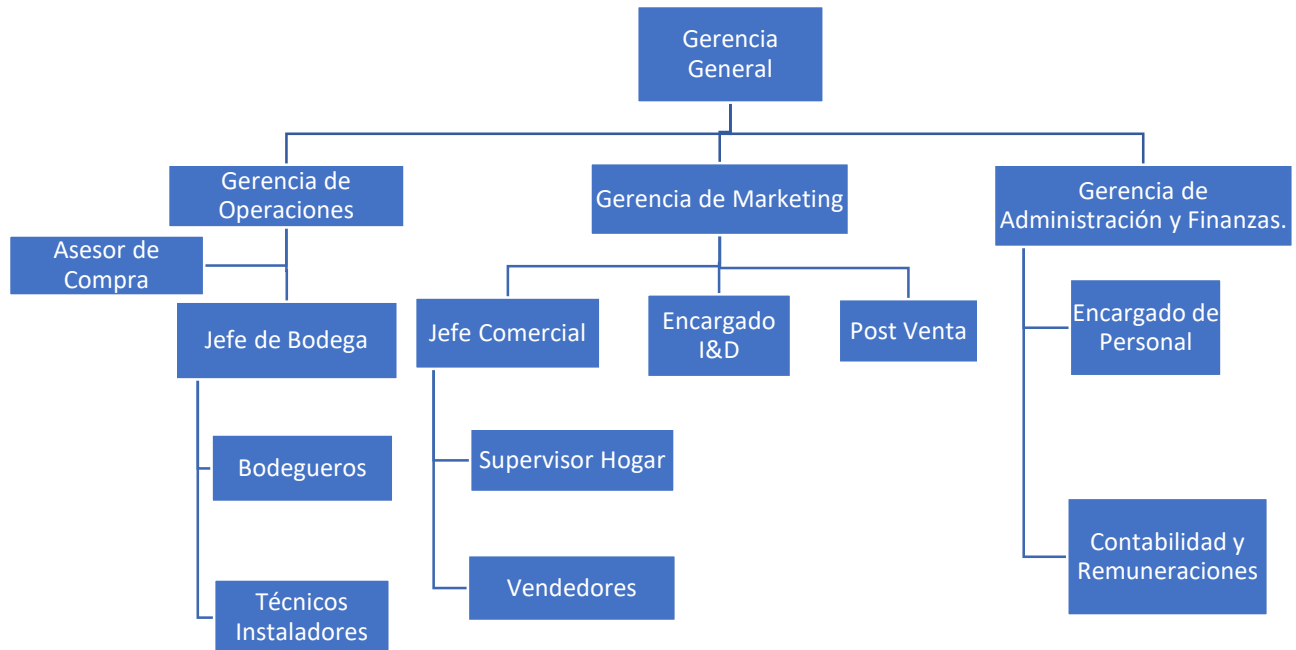 Gerencia
General
Gerencia de
Operaciones
Gerencia de Marketing
Gerencia de
Administración y Finanzas.
Asesor de
Compra
Jefe de Bodega
Jefe Comercial
Encargado
I&D
Post Venta
Encargado de
Personal
Bodegueros
Supervisor Hogar
Contabilidad y
Remuneraciones
Vendedores
Técnicos
Instaladores